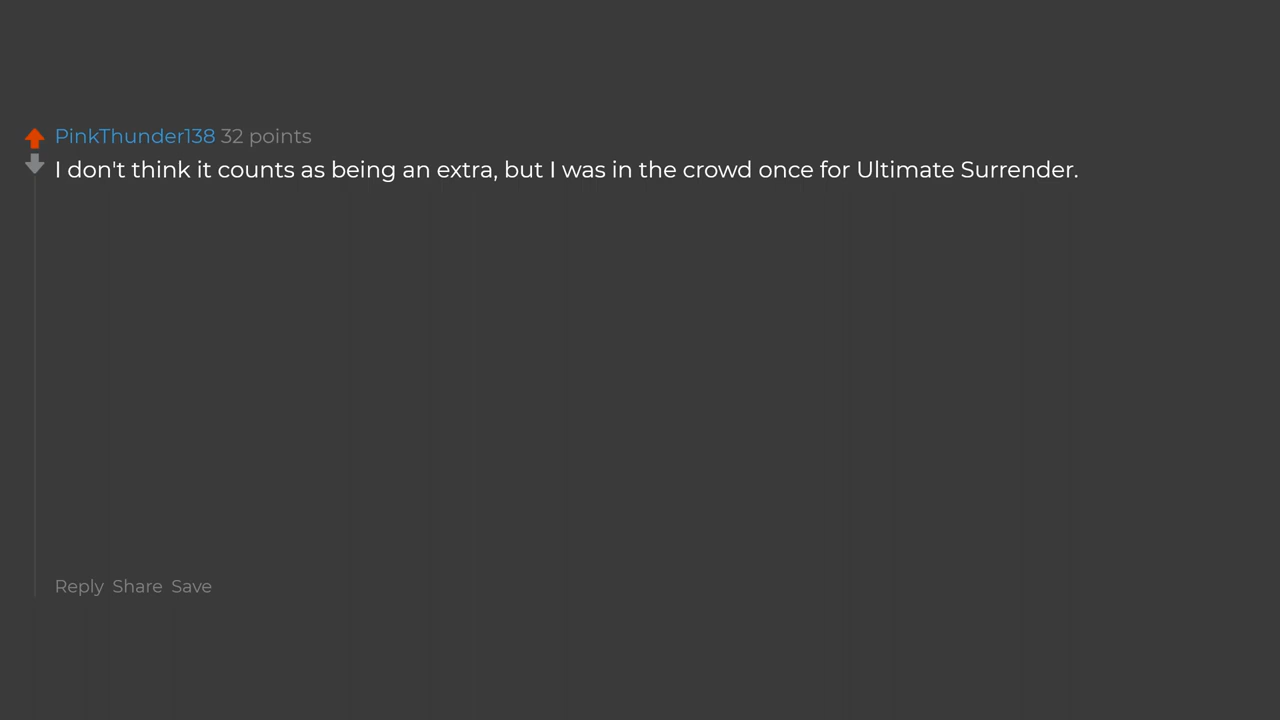 PinkThunder138 32 points
I don't think it counts as being an extra, but I was in the crowd once for Ultimate Surrender.
Reply Share Save